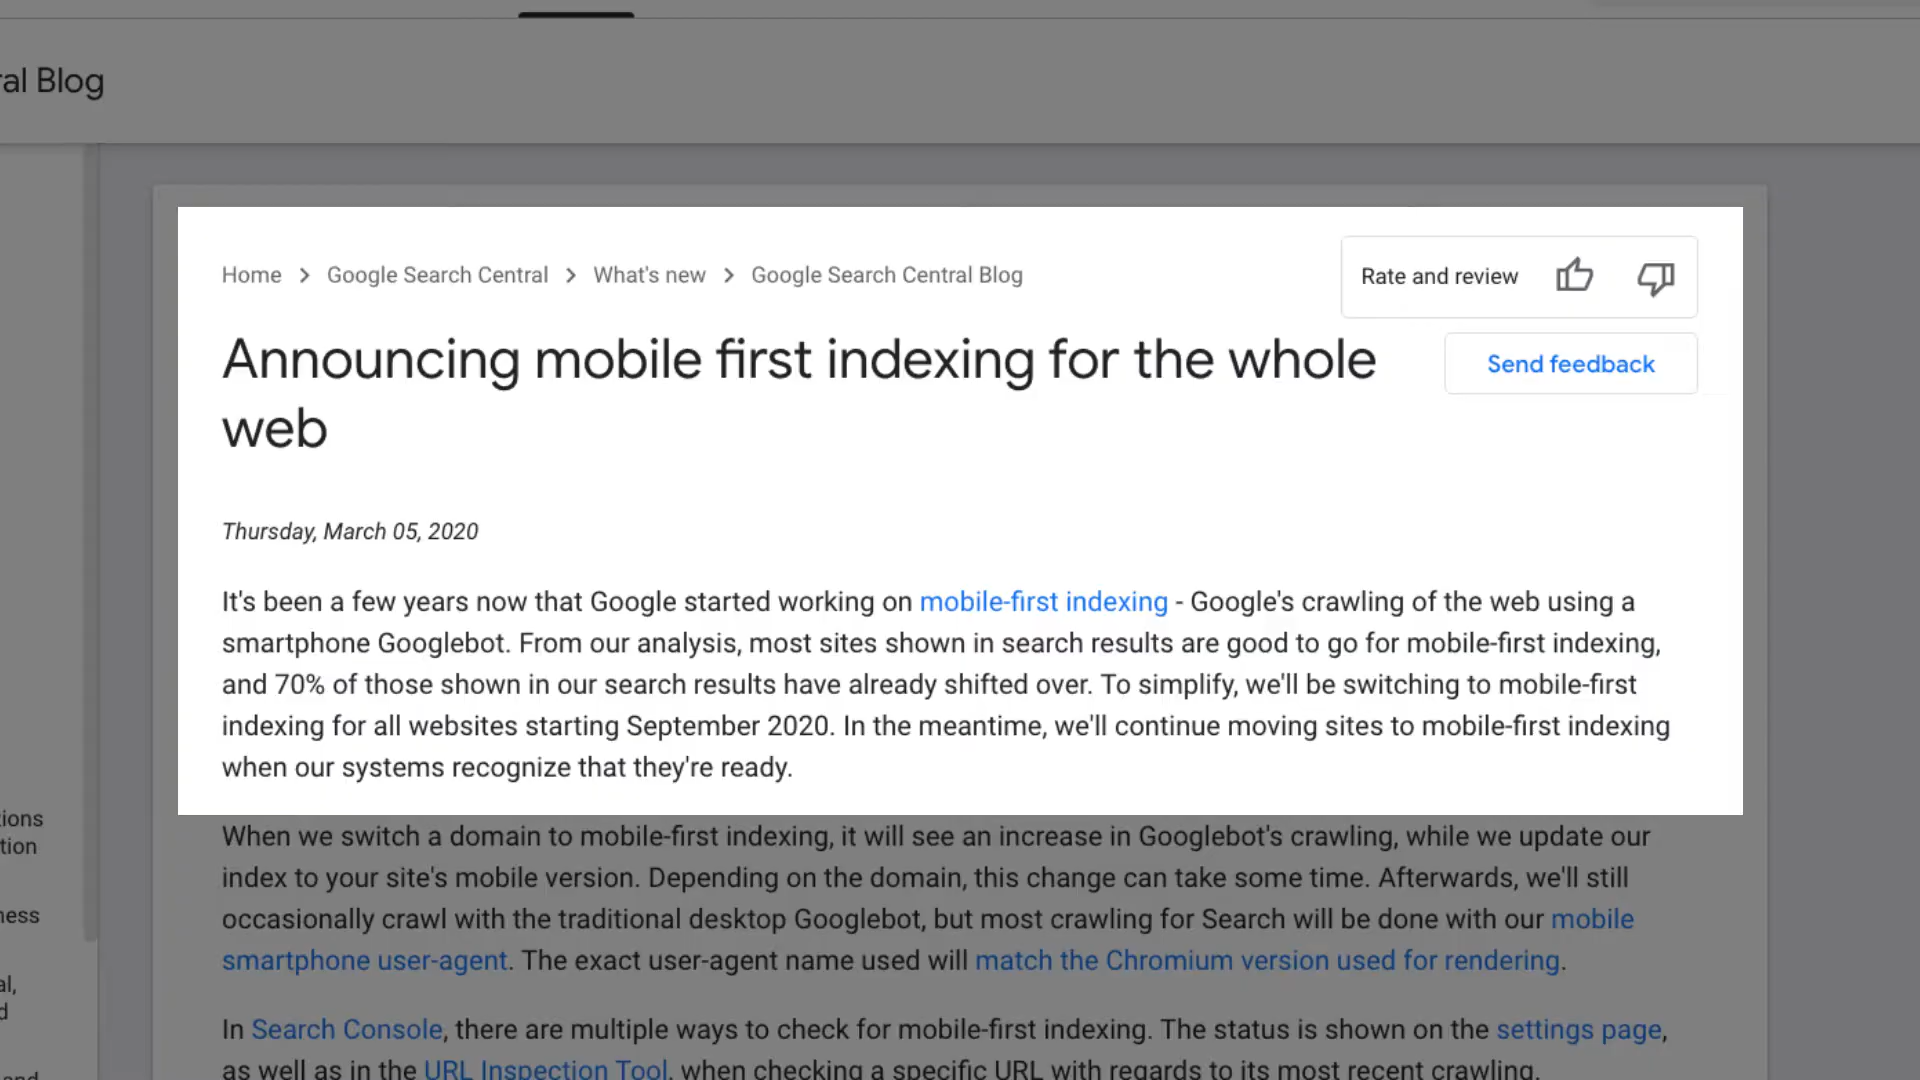 al Blog
Home
Google Search Central
What's new
Google Search Central Blog
Rate and review
Announcing mobile first indexing for the whole
web
Send feedback
Thursday, March 05, 2020
It's been a few years now that Google started working on mobile-first indexing - Google's crawling of the web using a
smartphone Googlebot. From our analysis, most sites shown in search results are good to go for mobile-first indexing,
and 70% of those shown in our search results have already shifted over. To simplify, we'll be switching to mobile-first
indexing for all websites starting September 2020. In the meantime, we'll continue moving sites to mobile-first indexing
when our systems recognize that they're ready.
When we switch a domain to mobile-first indexing, it will see an increase in Googlebot's crawling, while we update our
index to your site's mobile version. Depending on the domain, this change can take some time. Afterwards, we'll still
occasionally crawl with the traditional desktop Googlebot, but most crawling for Search will be done with our mobile
smartphone user-agent. The exact user-agent name used will match the Chromium version used for rendering.
In Search Console, there are multiple ways to check for mobile-first indexing. The status is shown on the settings page,
as well as in the URL Inspection Tool, when checking a specific URL with regards to its most recent crawling.
ions
tion
ness
al,
d
and